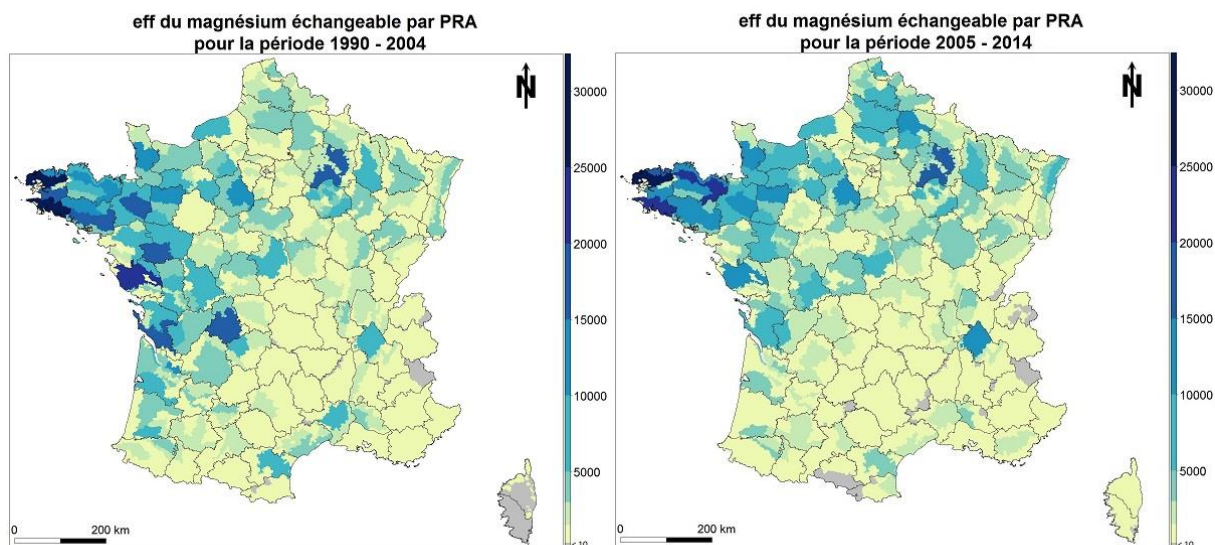 eff du magnésium échangeable par PRA
pour la période 1990 - 2004
N
30000
25000
20000
15000
10000
5000
< 10
0 200 km
eff du magnésium échangeable par PRA
pour la période 2005 - 2014
N
30000
25000
20000
15000
10000
5000
< 10
0 200 km